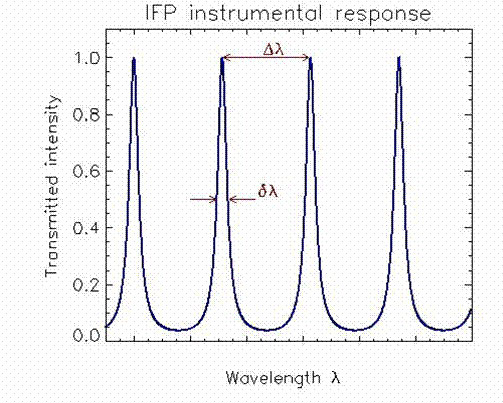 IFP instrumental response
Δλ
1.0
0.8
0.6
0.4
0.2
0.0
δλ
Transmitted intensity
Wavelength λ